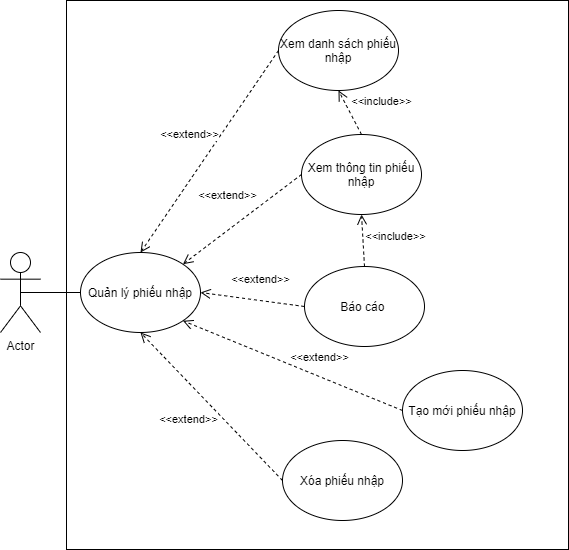 Xem danh sách phiếu
nhập
<<include>>
<<extend>>
Xem thông tin phiếu
nhập
<<extend>>
<<include>>
Quản lý phiếu nhập
<<extend>>
Báo cáo
Actor
<<extend>>
Tạo mới phiếu nhập
<<extend>>
Xóa phiếu nhập